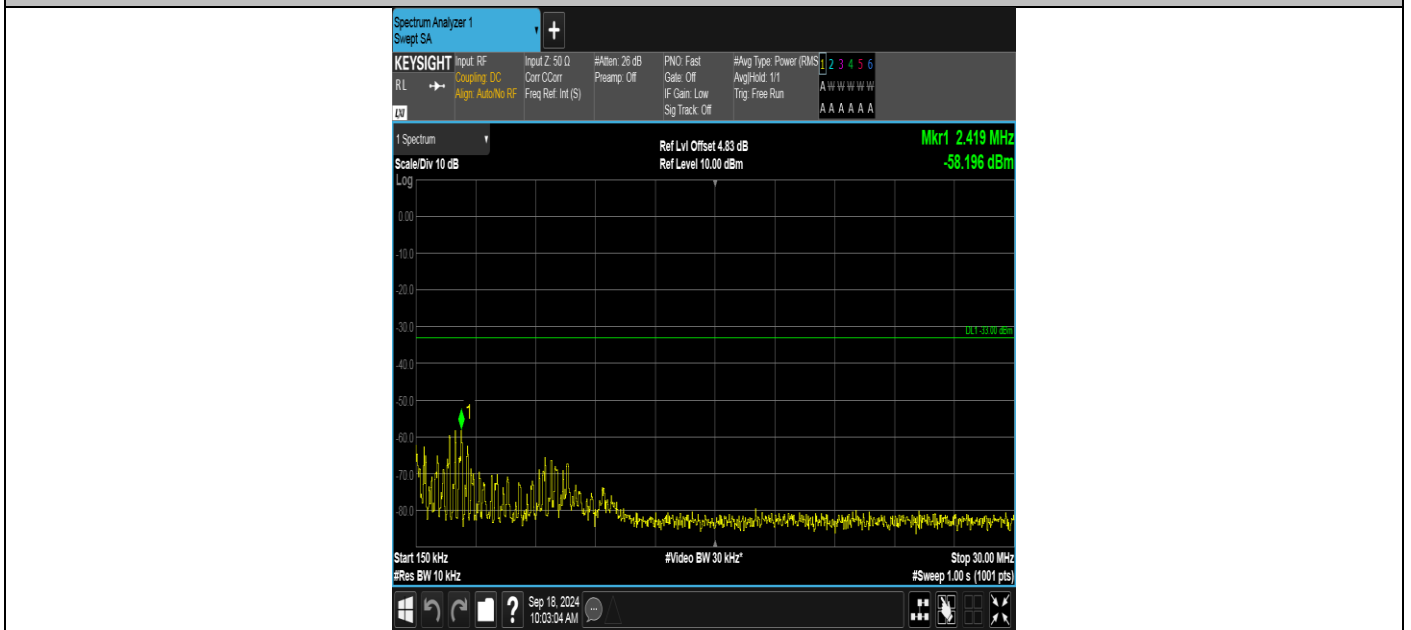 Spectrum Analyzer 1
Swept SA
+
KEYSIGHT
RL
LXI
Input: RF
Coupling: DC
Align: Auto/No RF
Input Z: 50 Ω
Corr CCorr
Freq Ref: Int (S)
#Atten: 26 dB
Preamp: Off
PNO: Fast
Gate: Off
IF Gain: Low
Sig Track: Off
#Avg Type: Power (RMS
Avg|Hold: 1/1
Trig: Free Run
1 2 3 4 5 6
A W W W W W
A A A A A A
1 Spectrum
Scale/Div 10 dB
Ref Lvl Offset 4.83 dB
Ref Level 10.00 dBm
Mkr1 2.419 MHz
-58.196 dBm
Log
0.00
-10.0
-20.0
-30.0
DL1 -33.00 dBm
-40.0
-50.0
1
-60.0
-70.0
-80.0
Start 150 kHz
#Video BW 30 kHz*
Stop 30.00 MHz
#Res BW 10 kHz
#Sweep 1.00 s (1001 pts)
?
Sep 18, 2024
10:03:04 AM